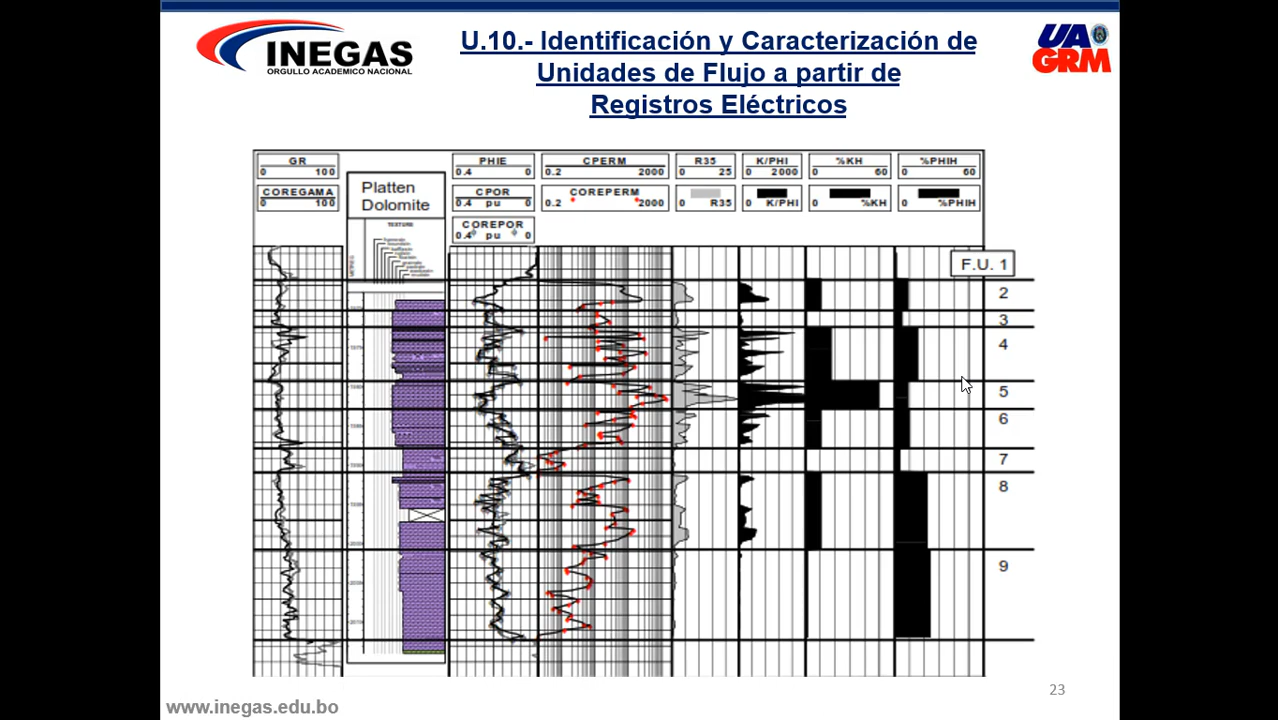 INEGAS
ORGULLO ACADEMICO NACIONAL
U.10.- Identificación y Caracterización de
Unidades de Flujo a partir de
Registros Eléctricos
UA
GRM
GR
0 100
COREGAMA
0 100
Platten
Dolomite
TEXTURE
PHIE
0.4 0
CPOR
0.4 pu 0
COREPOR
0.4 pu 0
CPERM
0.2 2000
COREPERM
0.2 2000
R35
0 25
0 R35
K/PHI
0 2000
0 K/PHI
%KH
0 60
0 %KH
%PHIH
0 60
0 %PHIH
F.U. 1
2
3
4
5
6
7
8
9
23
www.inegas.edu.bo